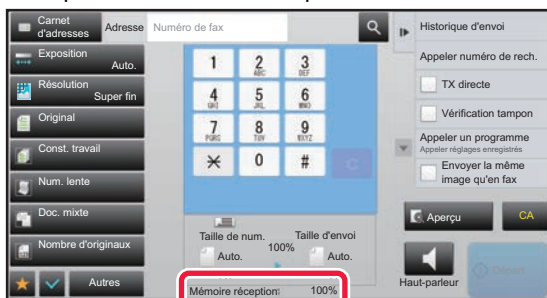 Carnet
d'adresses
Adresse
Numéro de fax
Exposition
Auto.
Résolution
Super fin
Original
Const. travail
Num. lente
Doc. mixte
Nombre d'originaux
Autres
1
2
ABC
3
DEF
4
GHI
5
JKL
6
MNO
7
PQRS
8
TUV
9
WXYZ
0
#
C
Taille de num.
100%
Taille d'envoi
Auto.
Auto.
Mémoire réception:
100%
Historique d'envoi
Appeler numéro de rech.
TX directe
Vérification tampon
Appeler un programme
Appeler réglages enregistrés
Envoyer la même
image qu'en fax
Aperçu
CA
Haut-parleur
Départ